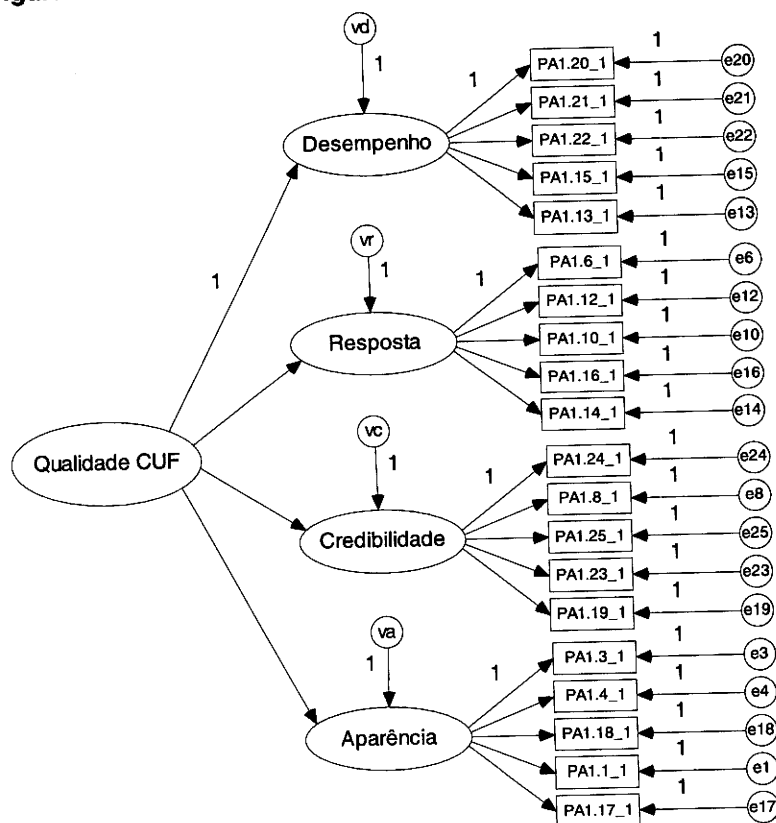 vd
1
1 PA1.20_1 1 e20
PA1.21_1 1 e21
Desempenho PA1.22_1 1 e22
PA1.15_1 1 e15
PA1.13_1 1 e13
1
vr
1
1 PA1.6_1 1 e6
PA1.12_1 1 e12
Resposta PA1.10_1 1 e10
PA1.16_1 1 e16
PA1.14_1 1 e14
Qualidade CUF
vc
1
1 PA1.24_1 1 e24
PA1.8_1 1 e8
Credibilidade PA1.25_1 1 e25
PA1.23_1 1 e23
PA1.19_1 1 e19
va
1
1 PA1.3_1 1 e3
PA1.4_1 1 e4
Aparência PA1.18_1 1 e18
PA1.1_1 1 e1
PA1.17_1 1 e17